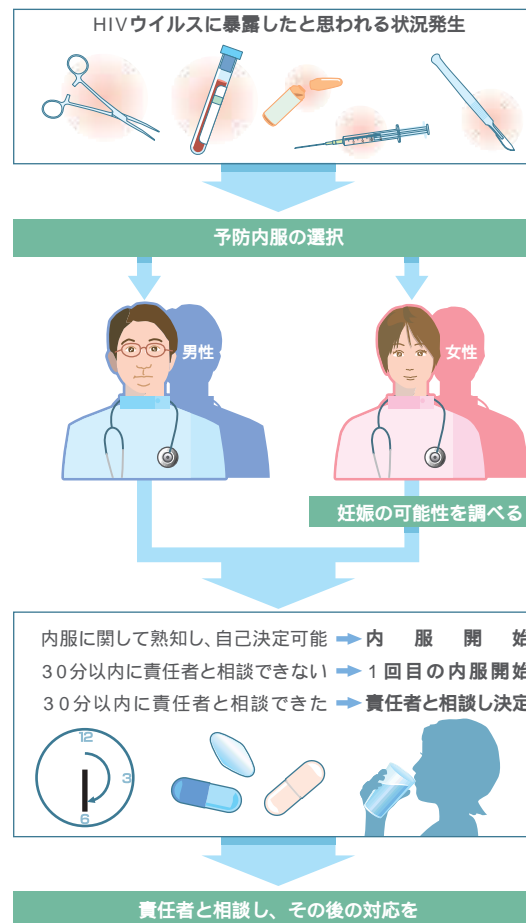 HIVウイルスに暴露したと思われる状況発生
予防内服の選択
男性
女性
妊娠の可能性を調べる
内服に関して熟知し、自己決定可能 ➡ 内服開始
30分以内に責任者と相談できない ➡ 1回目の内服開始
30分以内に責任者と相談できた ➡ 責任者と相談し決定
12
3
6
責任者と相談し、その後の対応を